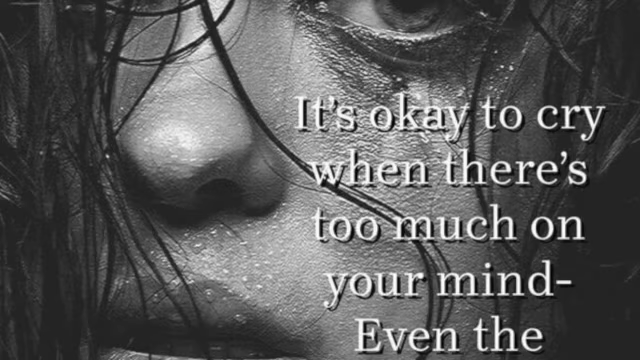 It's okay to cry
when there's
too much on
your mind-
Even the